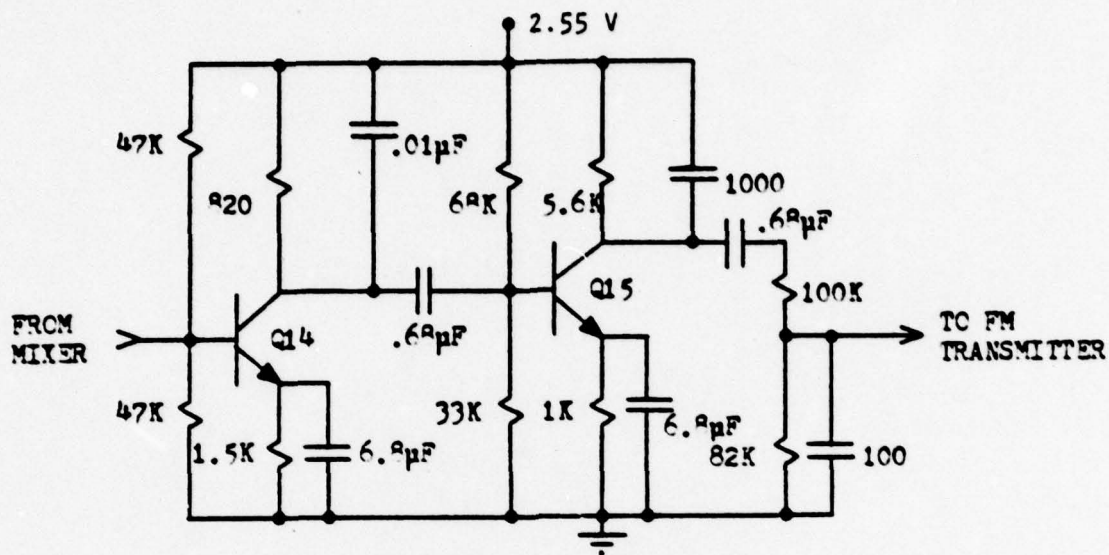 2.55 V
47K
820
.01µF
68K
5.6K
1000
.68µF
Q15
100K
FROM
MIXER
Q14
.68µF
TO FM
TRANSMITTER
47K
1.5K
6.8µF
33K
1K
6.8µF
82K
100